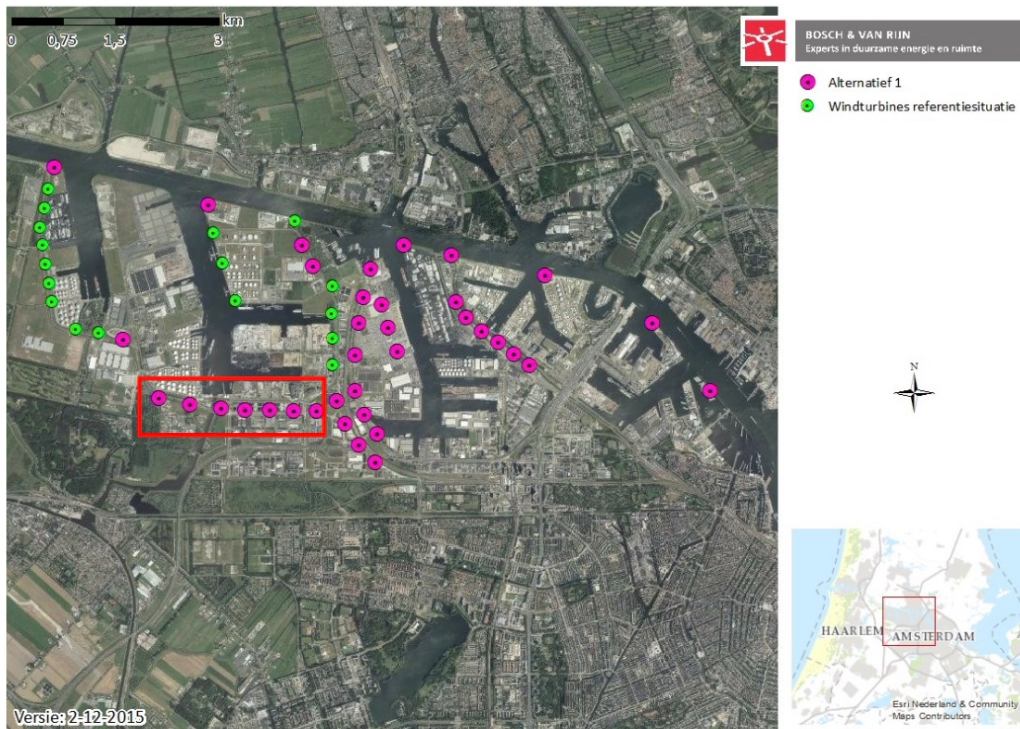 km
0 0,75 1,5 3
BOSCH & VAN RIJN
Experts in duurzame energie en ruimte
Alternatief 1
Windturbines referentiesituatie
N
HAARLEM AMSTERDAM
Esri Nederland & Community
Maps Contributors
Versie: 2-12-2015